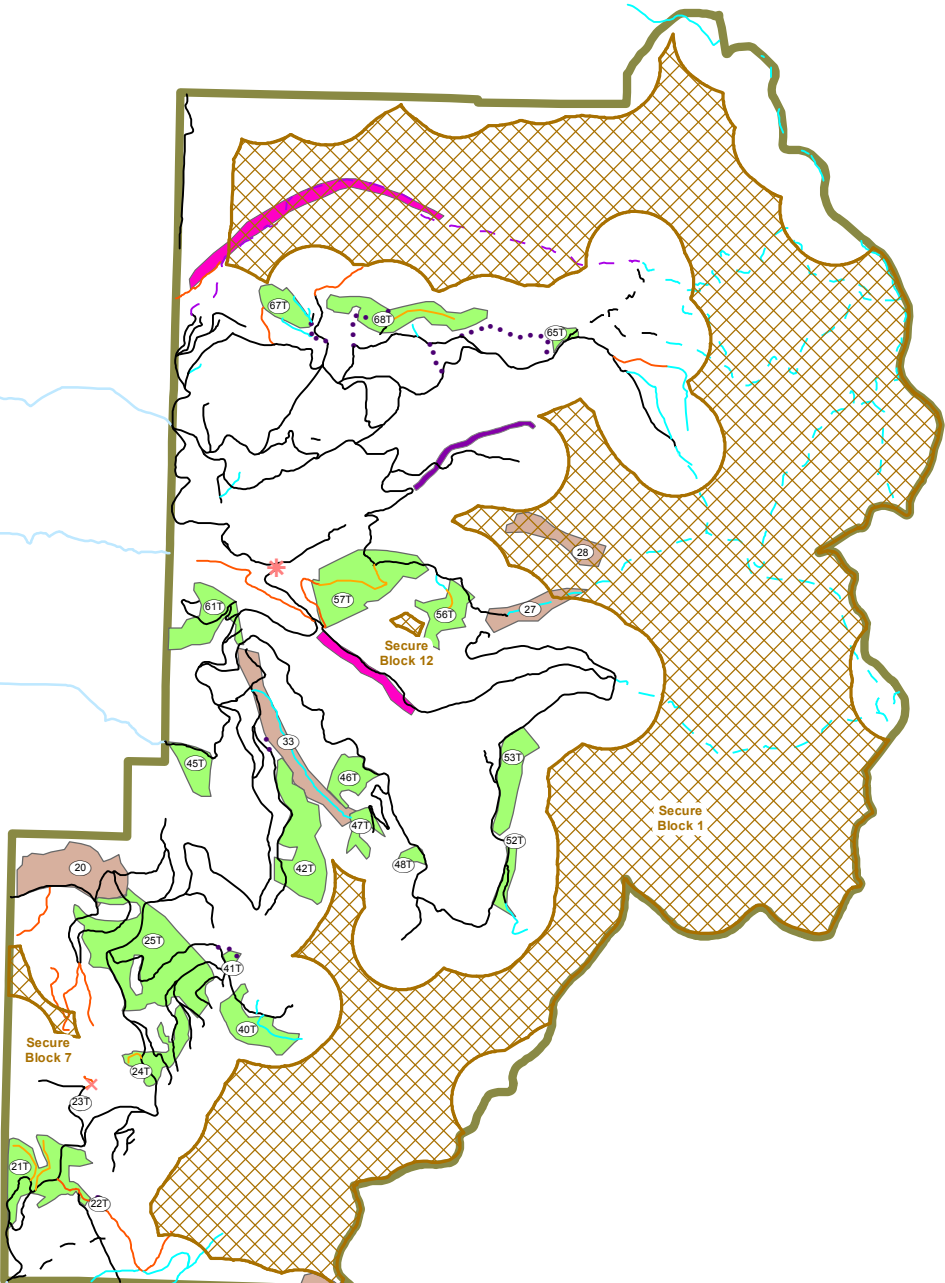 67T
68T
65T
28
57T
61T
56T
27
Secure
Block 12
33
45T
53T
46T
Secure
Block 1
47T
52T
48T
20
42T
25T
41T
40T
Secure
Block 7
24T
23T
21T
22T